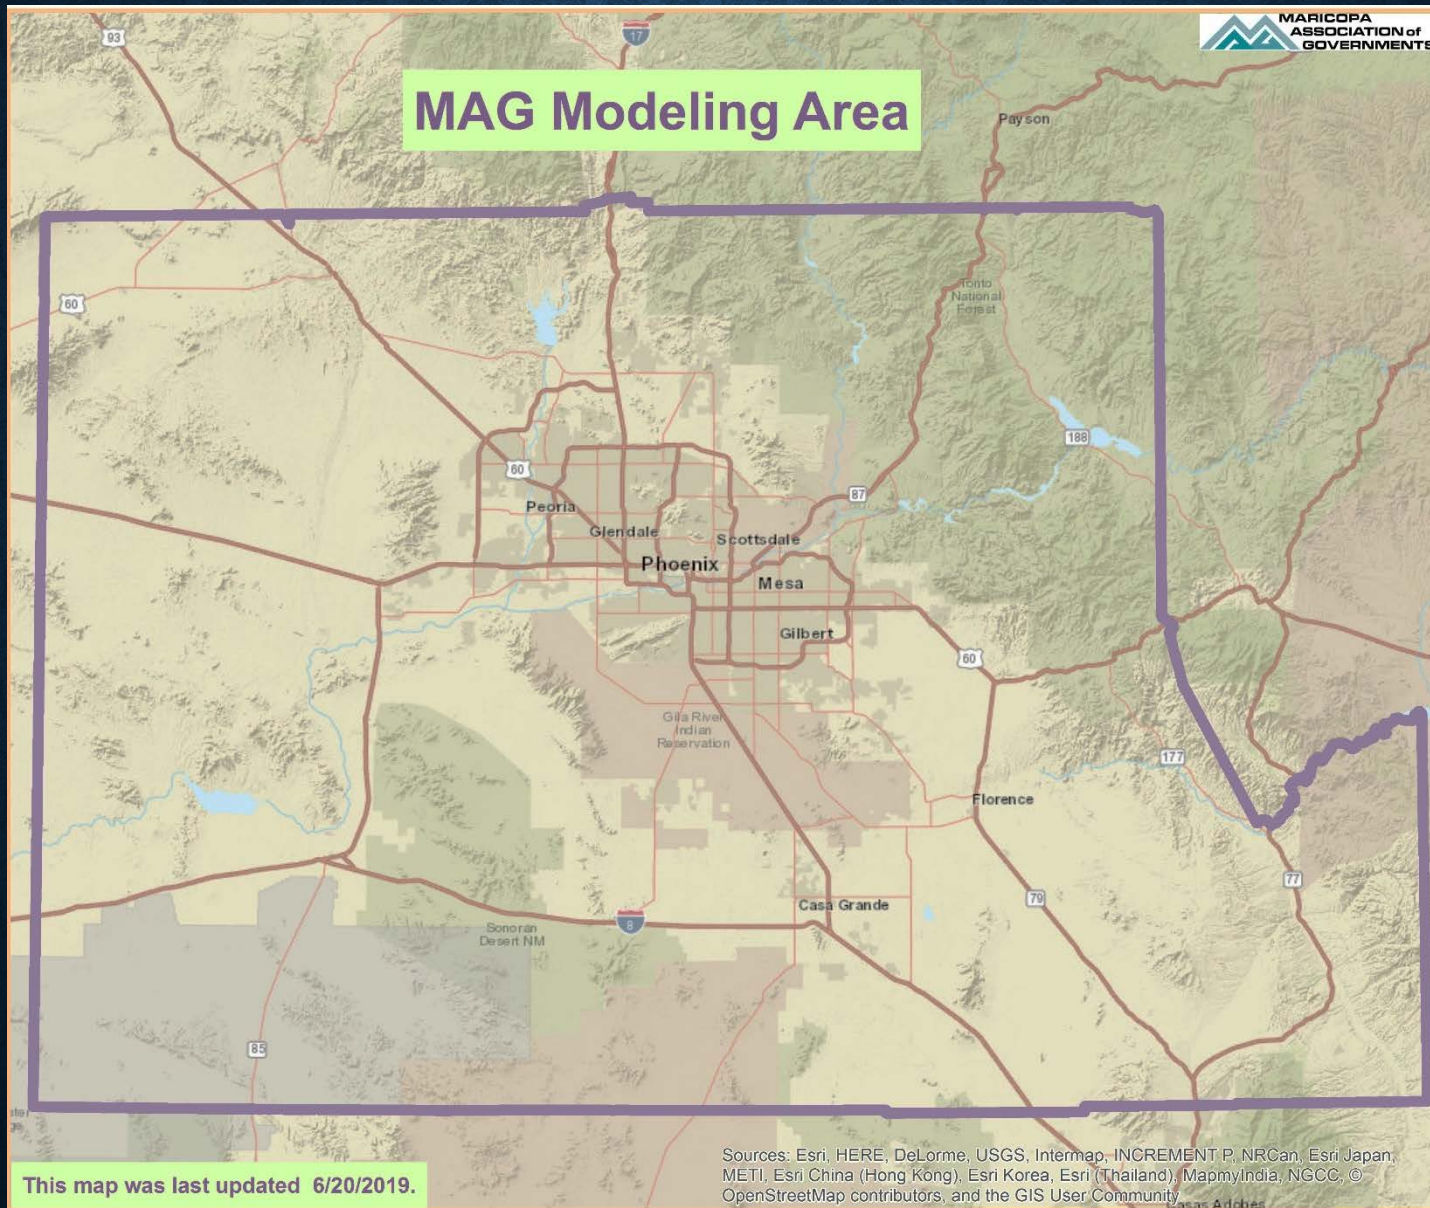 MARICOPA
ASSOCIATION of
GOVERNMENTS
93
17
MAG Modeling Area
Payson
60
Tonto
National
Forest
188
60
87
Peoria
Glendale
Scottsdale
Phoenix
Mesa
Gilbert
60
Gila River
Indian
Reservation
177
Florence
77
79
Casa Grande
8
Sonoran
Desert NM
85
Sources: Esri, HERE, DeLorme, USGS, Intermap, INCREMENT P, NRCan, Esri Japan,
METI, Esri China (Hong Kong), Esri Korea, Esri (Thailand), MapmyIndia, NGCC, ©
OpenStreetMap contributors, and the GIS User Community
This map was last updated 6/20/2019.
Casas Adobes